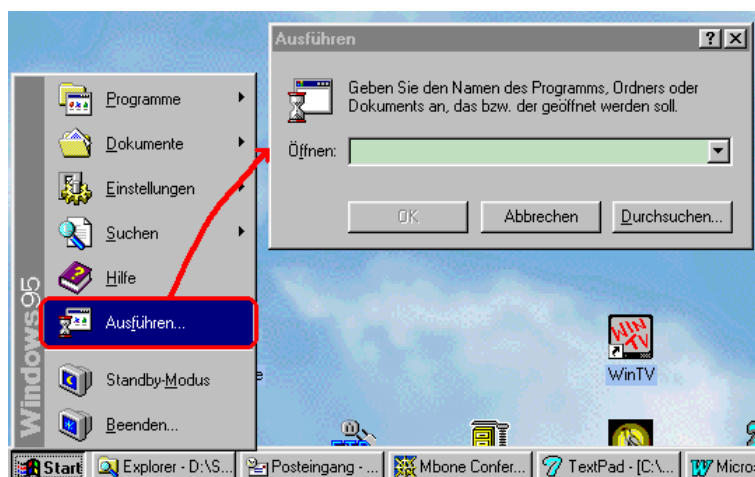 Ausführen
Geben Sie den Namen des Programms, Ordners oder
Dokuments an, das bzw. der geöffnet werden soll.
Öffnen:
OK
Abbrechen
Durchsuchen...
Windows95
Programme
Dokumente
Einstellungen
Suchen
Hilfe
Ausführen...
Standby-Modus
Beenden...
WIN
TV
WinTV
Start
Explorer - D:\S...
Posteingang - ...
Mbone Confer...
TextPad - [C:\...
Micro